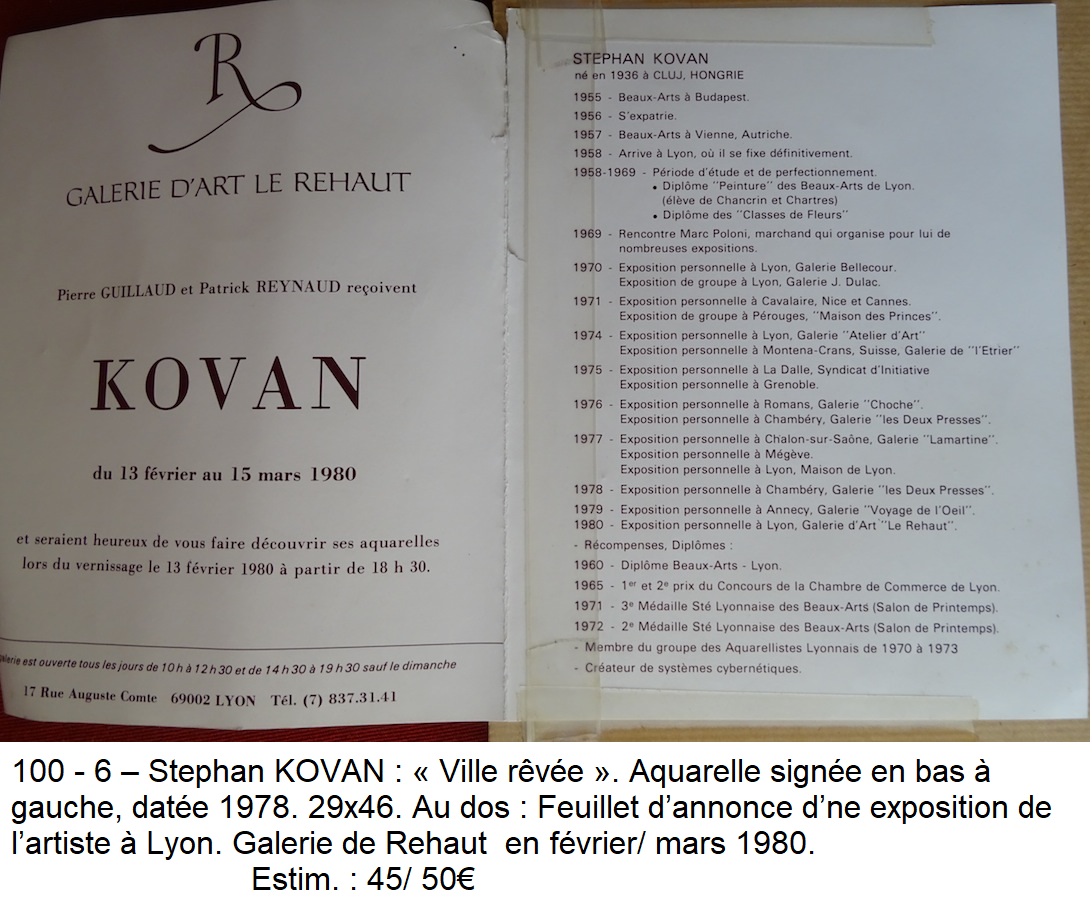 R
GALERIE D'ART LE REHAUT
Pierre GUILLAUD et Patrick REYNAUD reçoivent
KOVAN
du 13 février au 15 mars 1980
et seraient heureux de vous faire découvrir ses aquarelles
lors du vernissage le 13 février 1980 à partir de 18 h 30.
est ouverte tous les jours de 10 h à 12 h 30 et de 14 h 30 à 19 h 30 sauf le dimanche
17 Rue Auguste Comte 69002 LYON Tél. (7) 837.31.41
STEPHAN KOVAN
né en 1936 à CLUJ, HONGRIE
1955 - Beaux-Arts à Budapest.
1956 - S'expatrie.
1957 - Beaux-Arts à Vienne, Autriche.
1958 - Arrive à Lyon, où il se fixe définitivement.
1958-1969 - Période d'étude et de perfectionnement.
• Diplôme "Peinture" des Beaux-Arts de Lyon.
(élève de Chancrin et Chartres)
• Diplôme des "Classes de Fleurs"
1969 - Rencontre Marc Poloni, marchand qui organise pour lui de
nombreuses expositions.
1970 - Exposition personnelle à Lyon, Galerie Bellecour.
Exposition de groupe à Lyon, Galerie J. Dulac.
1971 - Exposition personnelle à Cavalaire, Nice et Cannes.
Exposition de groupe à Pérouges, "Maison des Princes".
1974 - Exposition personnelle à Lyon, Galerie "Atelier d'Art"
Exposition personnelle à Montena-Crans, Suisse, Galerie de "l'Etrier"
1975 - Exposition personnelle à La Dalle, Syndicat d'Initiative
Exposition personnelle à Grenoble.
1976 - Exposition personnelle à Romans, Galerie "Choche".
Exposition personnelle à Chambéry, Galerie "les Deux Presses".
1977 - Exposition personnelle à Chalon-sur-Saône, Galerie "Lamartine".
Exposition personnelle à Mégève.
Exposition personnelle à Lyon, Maison de Lyon.
1978 - Exposition personnelle à Chambéry, Galerie "les Deux Presses".
1979 - Exposition personnelle à Annecy, Galerie "Voyage de l'Oeil".
1980 - Exposition personnelle à Lyon, Galerie d'Art "Le Rehaut".
- Récompenses, Diplômes :
1960 - Diplôme Beaux-Arts - Lyon.
1965 - 1er et 2e prix du Concours de la Chambre de Commerce de Lyon.
1971 - 3e Médaille Sté Lyonnaise des Beaux-Arts (Salon de Printemps).
1972 - 2e Médaille Sté Lyonnaise des Beaux-Arts (Salon de Printemps).
- Membre du groupe des Aquarellistes Lyonnais de 1970 à 1973
- Créateur de systèmes cybernétiques.
100 - 6 – Stephan KOVAN : « Ville rêvée ». Aquarelle signée en bas à
gauche, datée 1978. 29x46. Au dos : Feuillet d'annonce d'ne exposition de
l'artiste à Lyon. Galerie de Rehaut en février/ mars 1980.
Estim. : 45/ 50€